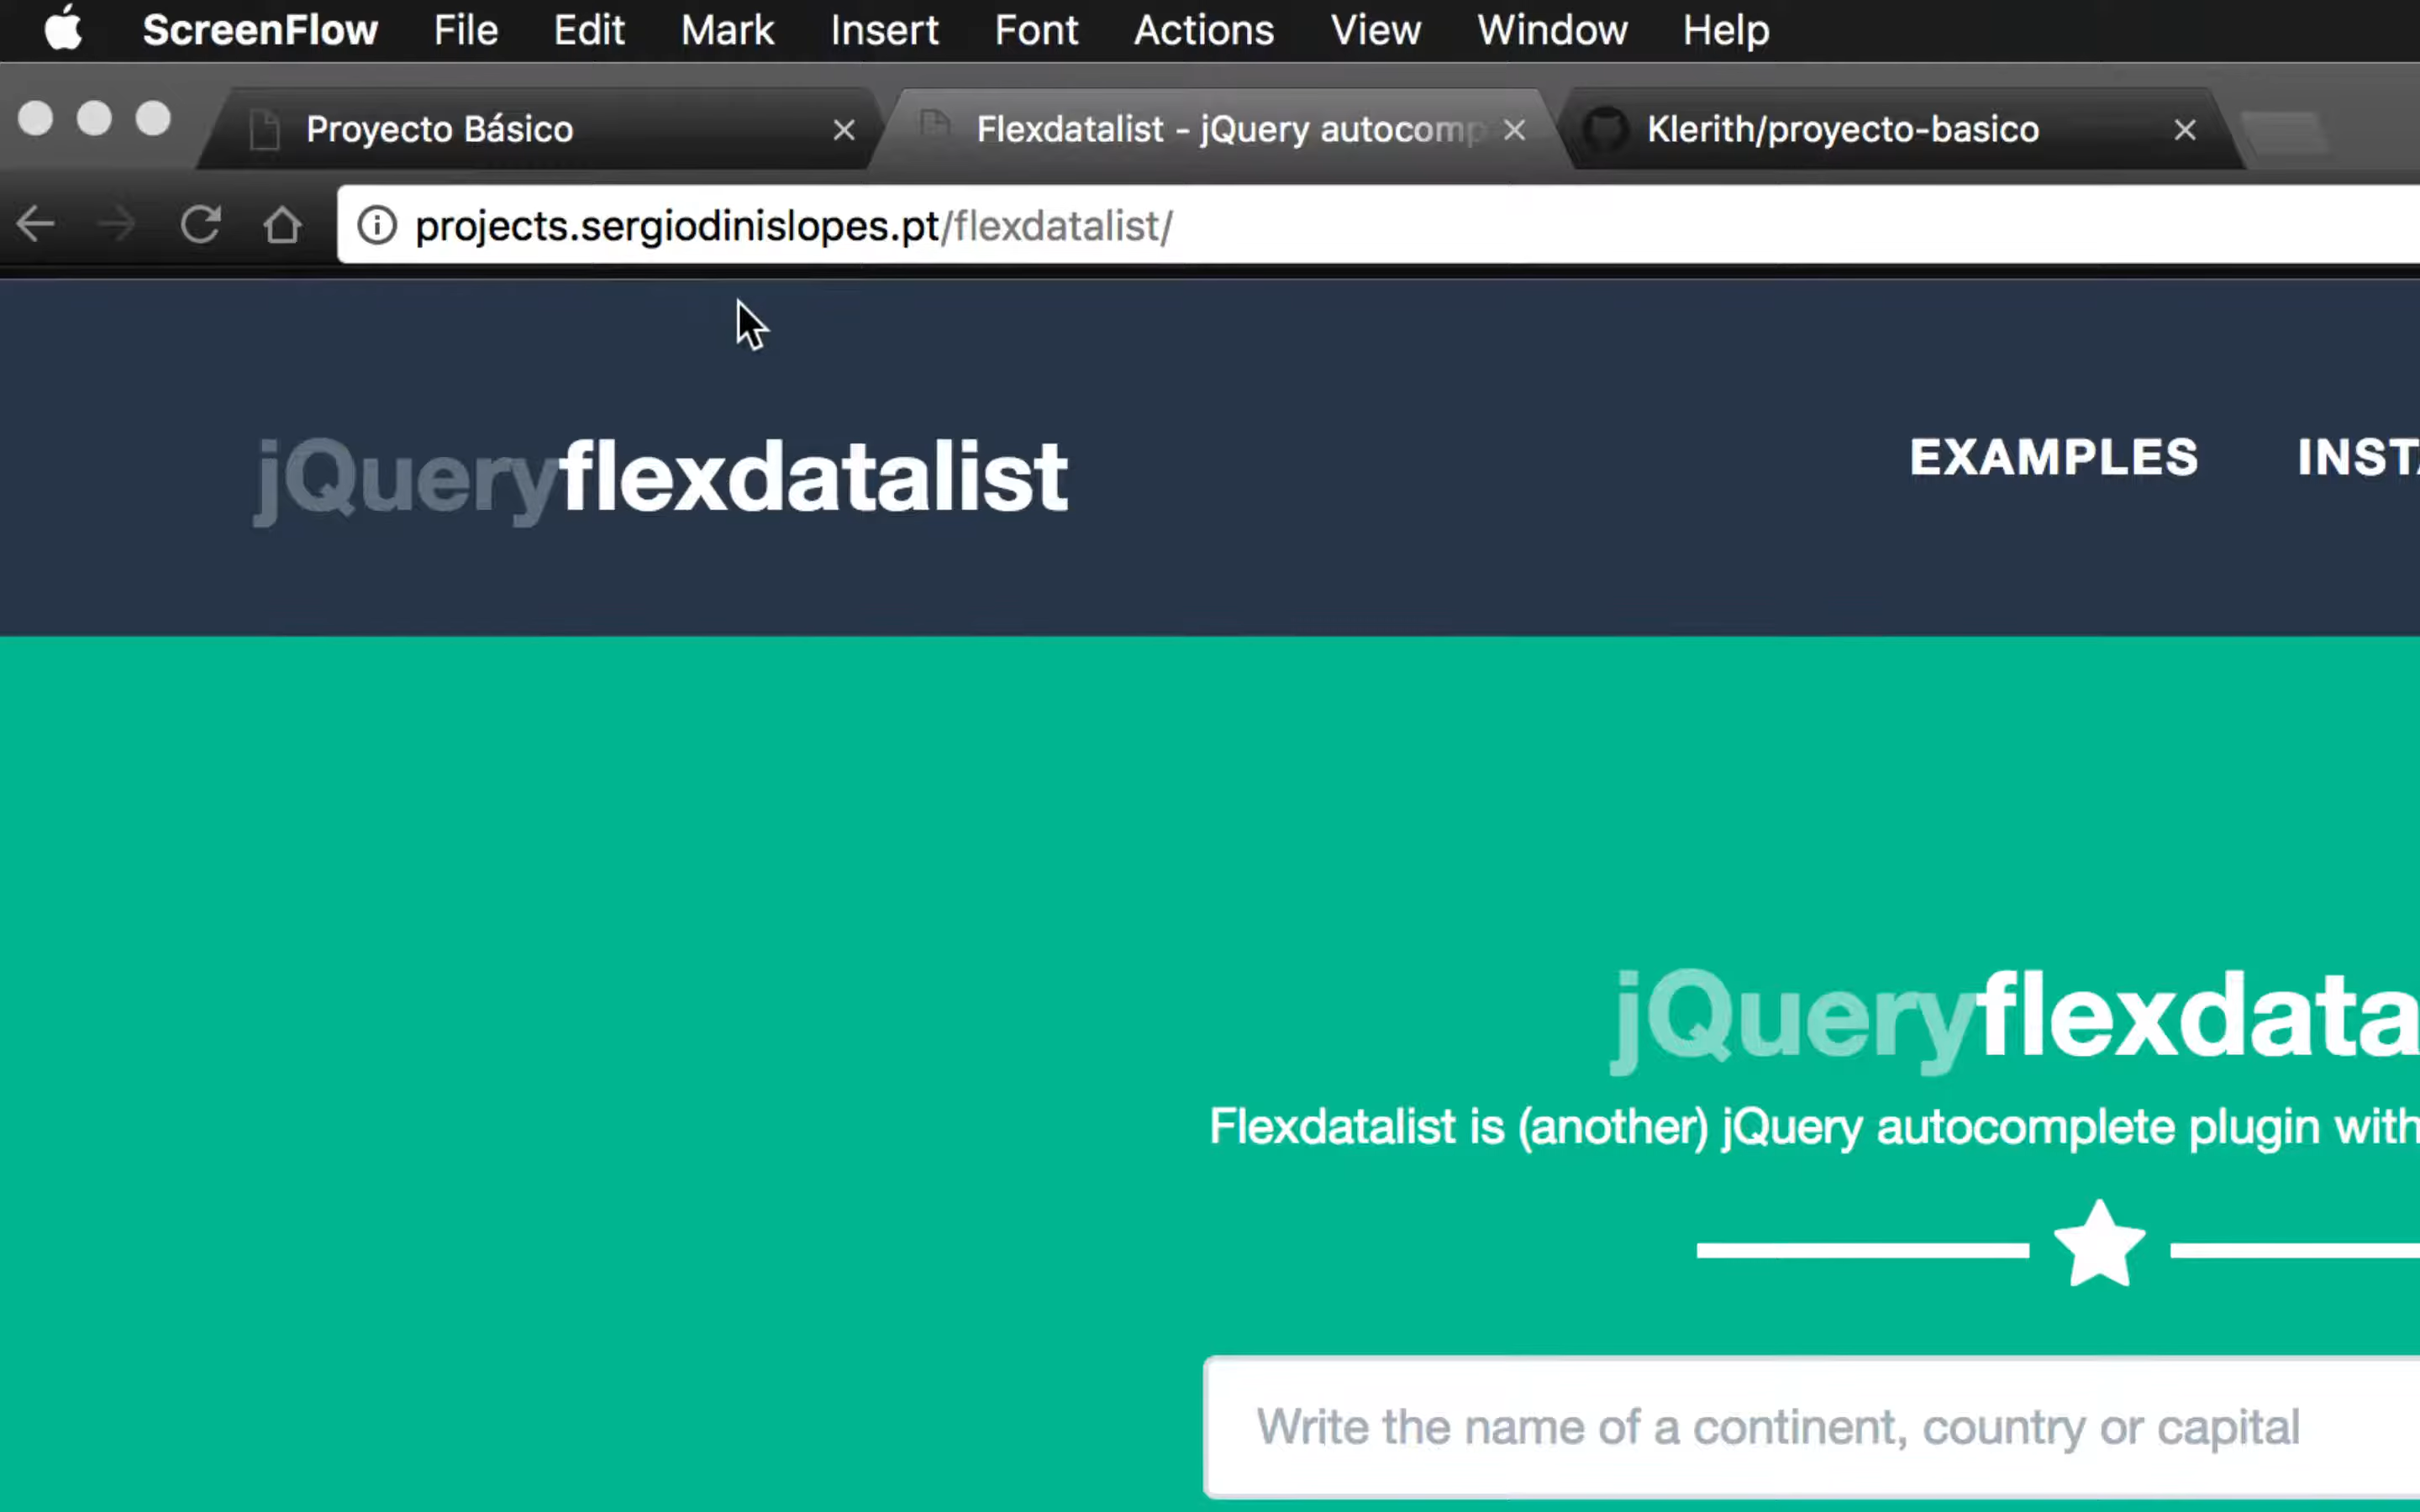 ScreenFlow File Edit Mark Insert Font Actions View Window Help
Proyecto Básico Flexdatalist - jQuery autocomp Klerith/proyecto-basico
projects.sergiodinislopes.pt/flexdatalist/
jQueryflexdatalist EXAMPLES INSTA
jQueryflexdata
Flexdatalist is (another) jQuery autocomplete plugin with
Write the name of a continent, country or capital